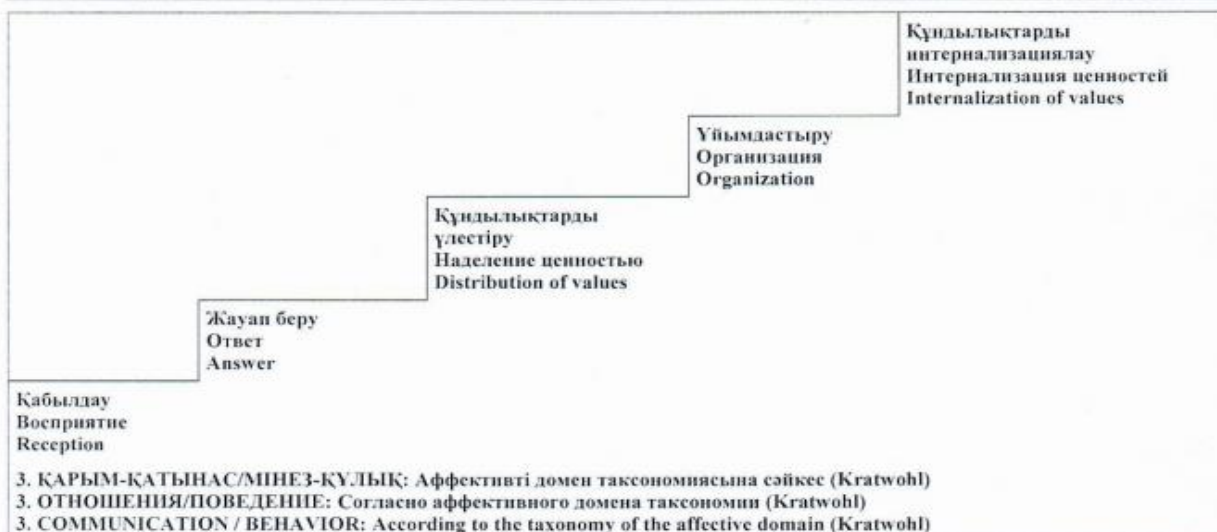 Құндылықтарды
интернализациялау
Интернализация ценностей
Internalization of values
Ұйымдастыру
Организация
Organization
Құндылықтарды
үлестіру
Наделение ценностью
Distribution of values
Жауап беру
Ответ
Answer
Қабылдау
Восприятие
Reception
3. ҚАРЫМ-ҚАТЫНАС/МІНЕЗ-ҚҰЛЫҚ: Аффективті домен таксономиясына сәйкес (Kratwohl)
3. ОТНОШЕНИЯ/ПОВЕДЕНИЕ: Согласно аффективного домена таксономии (Kratwohl)
3. COMMUNICATION / BEHAVIOR: According to the taxonomy of the affective domain (Kratwohl)